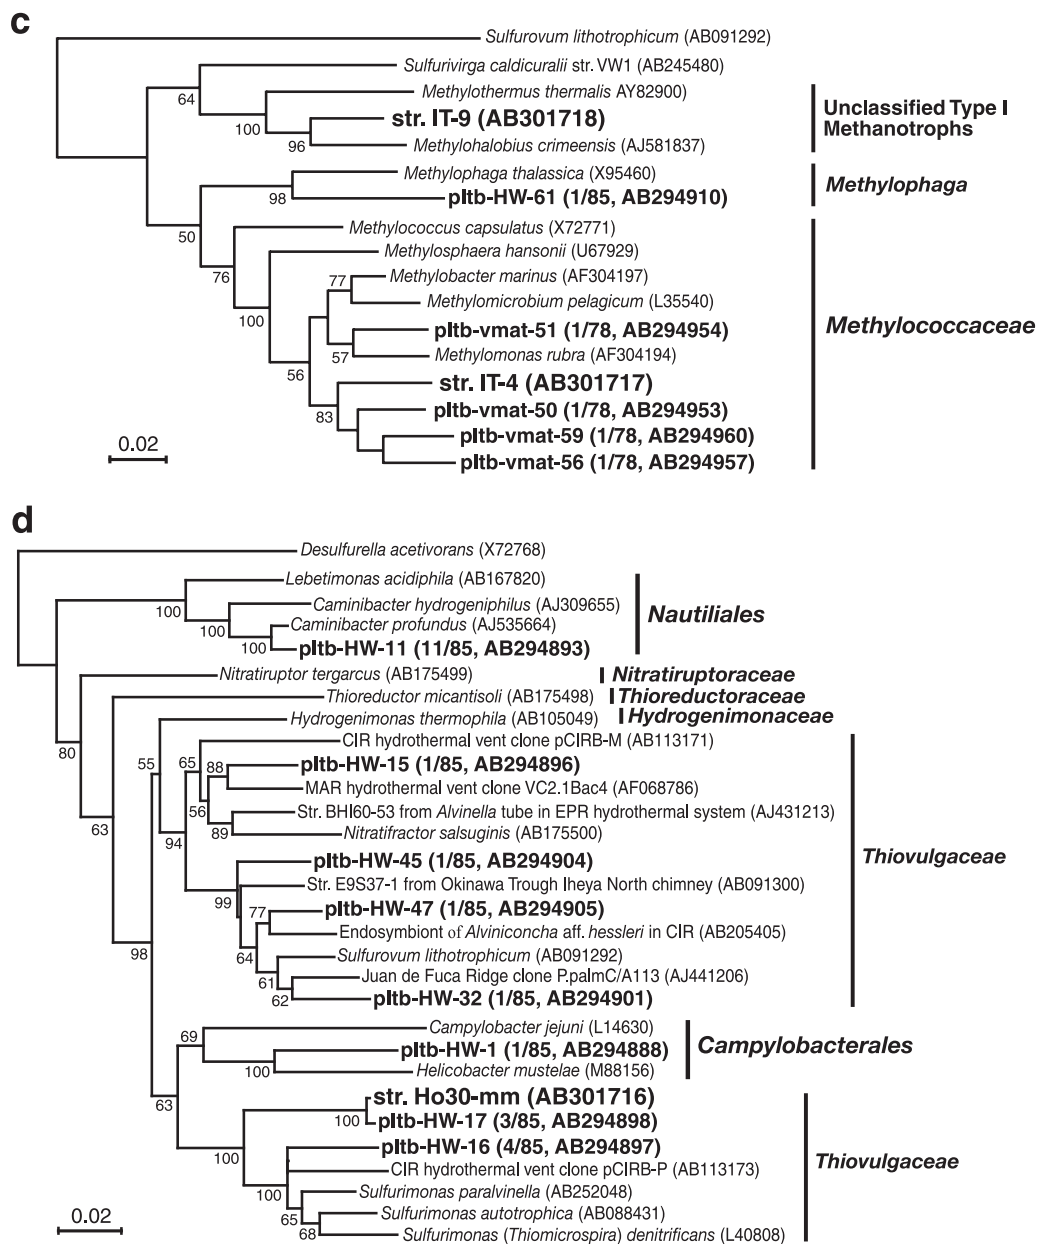 c
Sulfurovum lithotrophicum (AB091292)
Sulfurivirga caldicuralii str. VW1 (AB245480)
64
Methylothermus thermalis AY82900)
Unclassified Type I
Methanotrophs
100
str. IT-9 (AB301718)
96
Methylohalobius crimeensis (AJ581837)
Methylophaga thalassica (X95460)
Methylophaga
98
pltb-HW-61 (1/85, AB294910)
50
Methylococcus capsulatus (X72771)
76
Methylosphaera hansonii (U67929)
77
Methylobacter marinus (AF304197)
Methylomicrobium pelagicum (L35540)
100
pltb-vmat-51 (1/78, AB294954)
Methylococcaceae
57
Methylomonas rubra (AF304194)
56
str. IT-4 (AB301717)
83
pltb-vmat-50 (1/78, AB294953)
pltb-vmat-59 (1/78, AB294960)
pltb-vmat-56 (1/78, AB294957)
0.02
d
Desulfurella acetivorans (X72768)
Lebetimonas acidiphila (AB167820)
100
Caminibacter hydrogeniphilus (AJ309655)
Nautiliales
100
Caminibacter profundus (AJ535664)
100
pltb-HW-11 (11/85, AB294893)
Nitratiruptor tergarcus (AB175499)
Nitratiruptoraceae
Thioreductor micantisoli (AB175498)
Thioreductoraceae
Hydrogenimonas thermophila (AB105049)
Hydrogenimonaceae
80
CIR hydrothermal vent clone pCIRB-M (AB113171)
55
65
88
pltb-HW-15 (1/85, AB294896)
MAR hydrothermal vent clone VC2.1Bac4 (AF068786)
56
Str. BHI60-53 from Alvinella tube in EPR hydrothermal system (AJ431213)
63
94
89
Nitratifractor salsuginis (AB175500)
Thiovulgaceae
pltb-HW-45 (1/85, AB294904)
Str. E9S37-1 from Okinawa Trough Iheya North chimney (AB091300)
99
77
pltb-HW-47 (1/85, AB294905)
Endosymbiont of Alviniconcha aff. hessleri in CIR (AB205405)
98
64
Sulfurovum lithotrophicum (AB091292)
61
Juan de Fuca Ridge clone P.palmC/A113 (AJ441206)
62
pltb-HW-32 (1/85, AB294901)
69
Campylobacter jejuni (L14630)
Campylobacterales
pltb-HW-1 (1/85, AB294888)
100
Helicobacter mustelae (M88156)
63
str. Ho30-mm (AB301716)
100
pltb-HW-17 (3/85, AB294898)
pltb-HW-16 (4/85, AB294897)
100
Thiovulgaceae
CIR hydrothermal vent clone pCIRB-P (AB113173)
100
Sulfurimonas paralvinella (AB252048)
65
Sulfurimonas autotrophica (AB088431)
68
Sulfurimonas (Thiomicrospira) denitrificans (L40808)
0.02